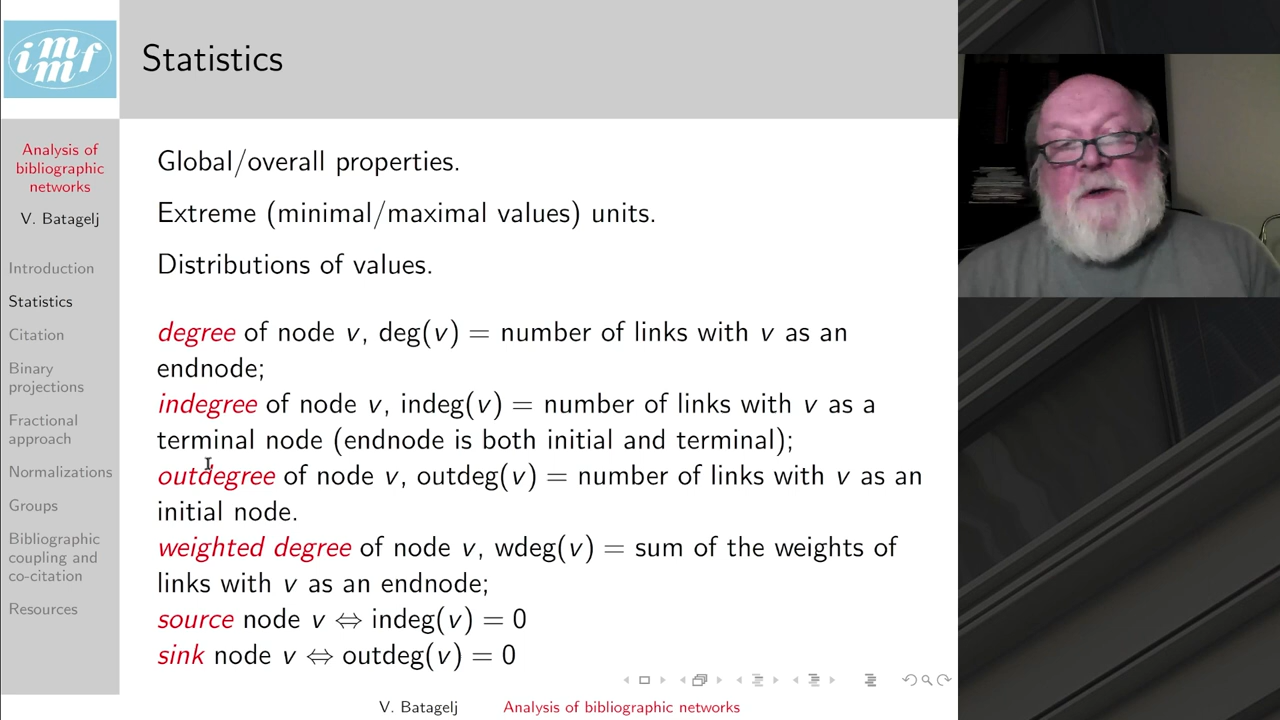 immf
Statistics
Analysis of
bibliographic
networks
V. Batagelj
Introduction
Statistics
Citation
Binary
projections
Fractional
approach
Normalizations
Groups
Bibliographic
coupling and
co-citation
Resources
Global/overall properties.
Extreme (minimal/maximal values) units.
Distributions of values.
degree of node v, deg(v) = number of links with v as an
endnode;
indegree of node v, indeg(v) = number of links with v as a
terminal node (endnode is both initial and terminal);
outdegree of node v, outdeg(v) = number of links with v as an
initial node.
weighted degree of node v, wdeg(v) = sum of the weights of
links with v as an endnode;
source node v ⇔ indeg(v) = 0
sink node v ⇔ outdeg(v) = 0
V. Batagelj Analysis of bibliographic networks